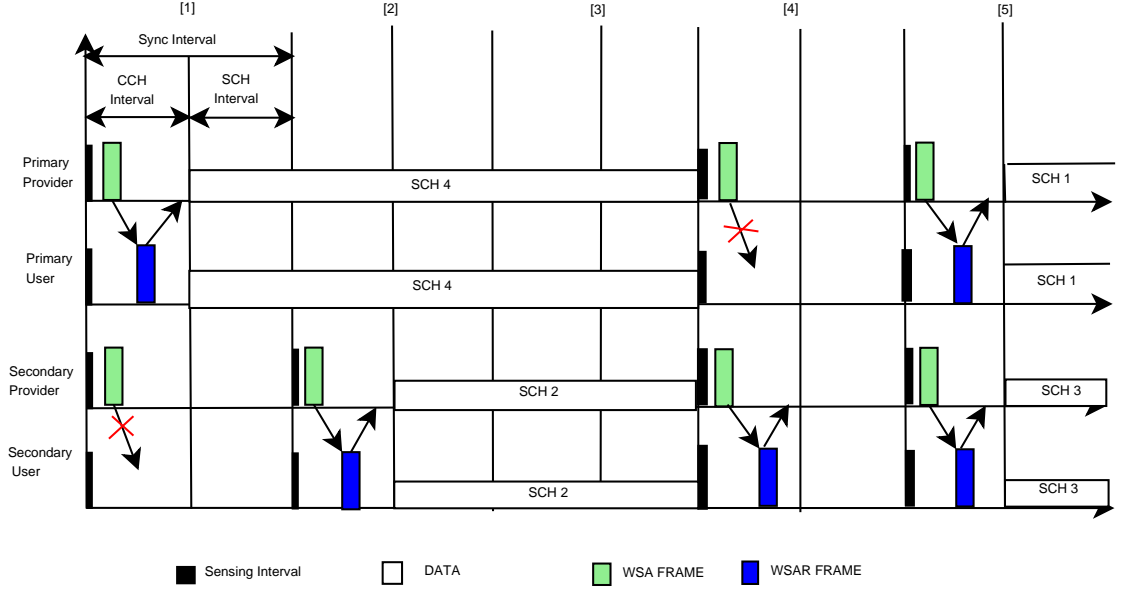 [1] [2] [3] [4] [5]
Sync Interval
CCH
Interval
SCH
Interval
Primary
Provider
SCH 4
SCH 1
Primary
User
SCH 4
SCH 1
Secondary
Provider
SCH 2
SCH 3
Secondary
User
SCH 2
SCH 3
Sensing Interval
DATA
WSA FRAME
WSAR FRAME